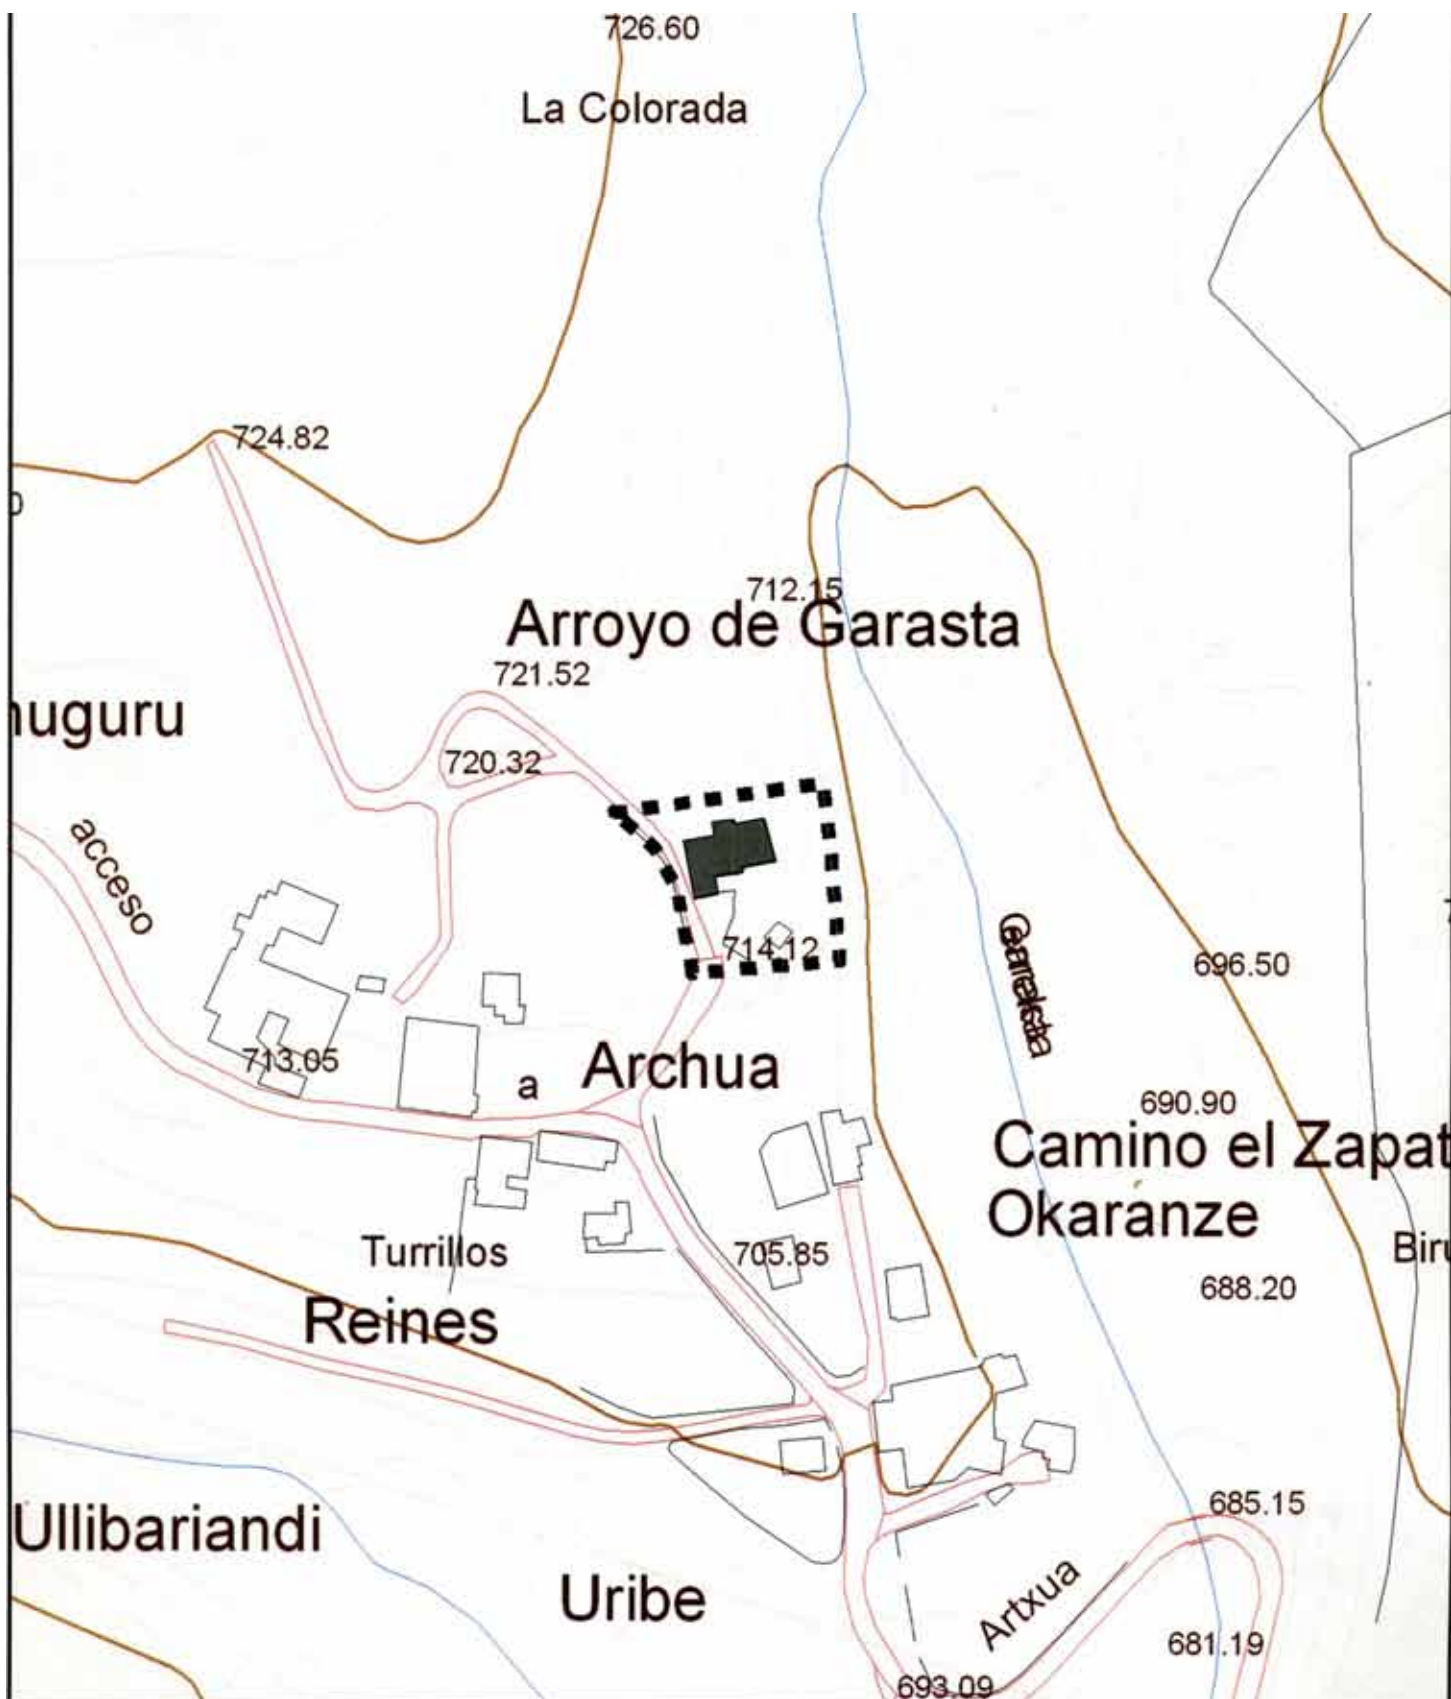 726.60
La Colorada
724.82
712.15
Arroyo de Garasta
721.52
nuguru
720.32
acceso
714.12
696.50
713.05
a
Archua
690.90
Camino el Zapat
Okaranze
Turrillos
705.85
Biru
688.20
Reines
685.15
Ullibariandi
Uribe
Artxua
681.19
693.09